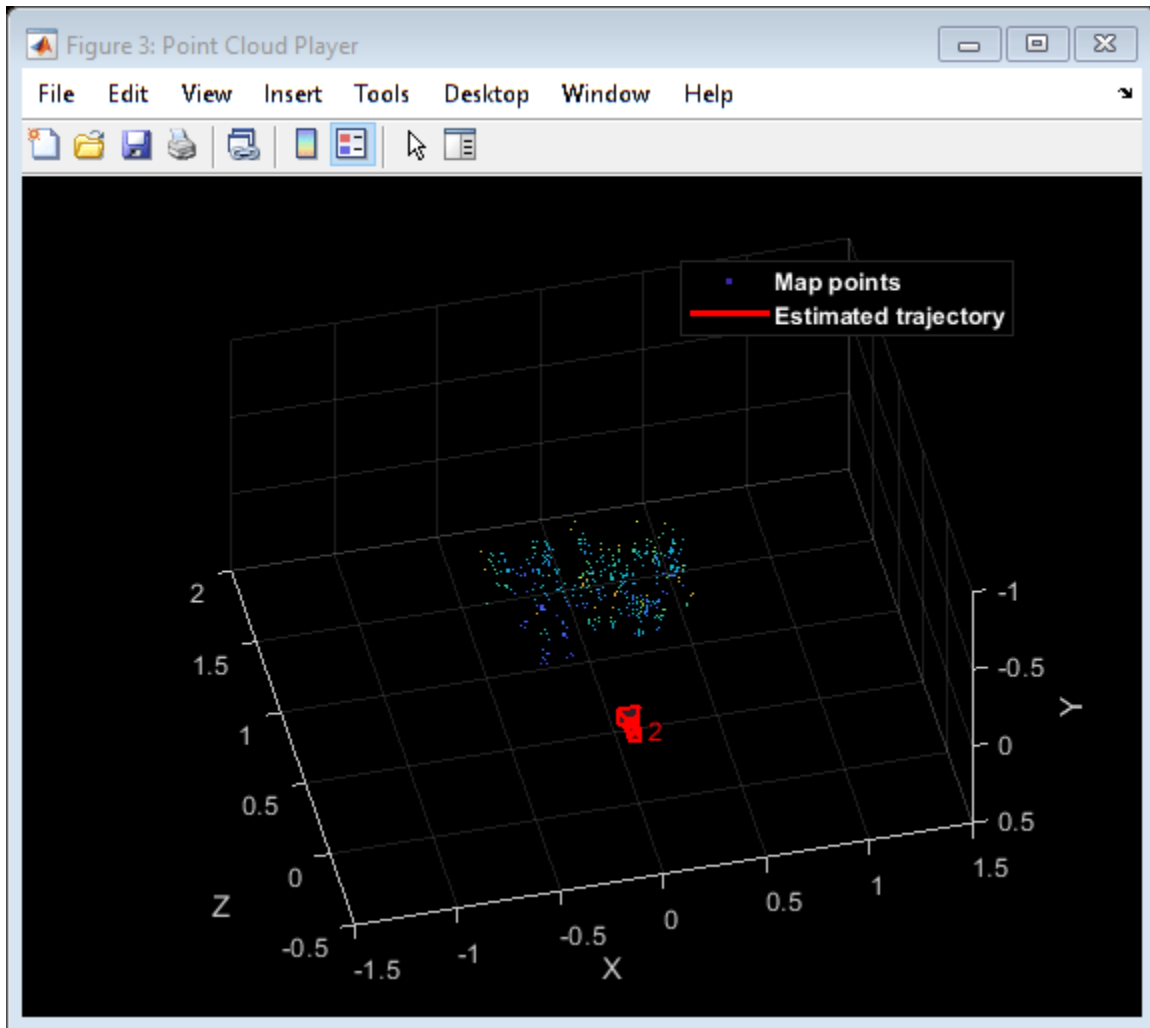 Figure 3: Point Cloud Player
File Edit View Insert Tools Desktop Window Help
Map points
Estimated trajectory
2
1.5
1
0.5
0
-0.5
Z
-1.5
-1
-0.5
0
0.5
1
1.5
X
-1
-0.5
0
0.5
Y
2